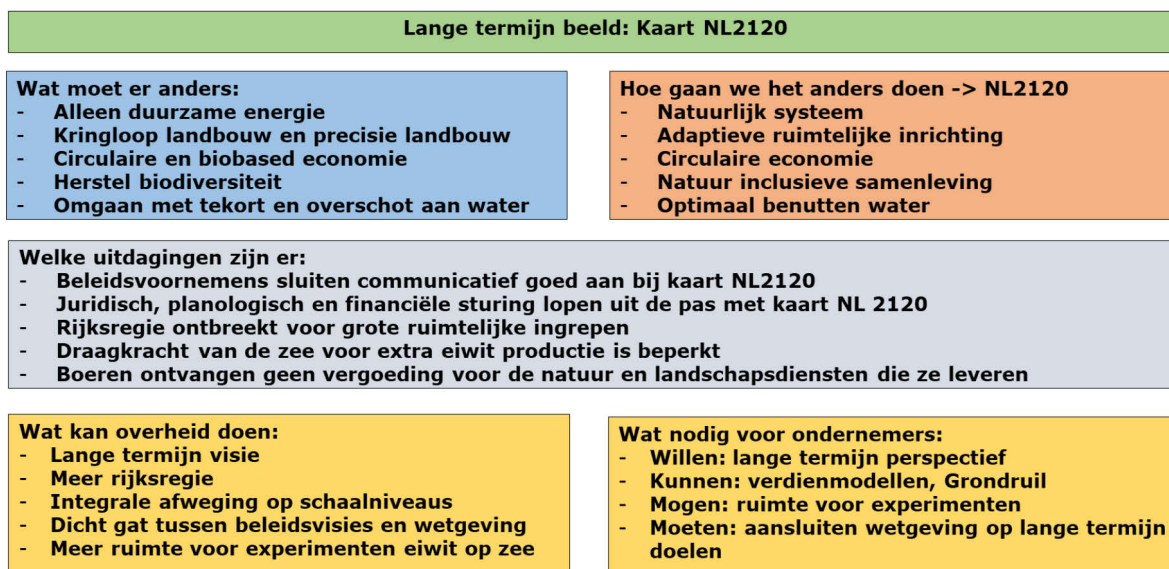 Lange termijn beeld: Kaart NL2120
Wat moet er anders:
- Alleen duurzame energie
- Kringloop landbouw en precisie landbouw
- Circulaire en biobased economie
- Herstel biodiversiteit
- Omgaan met tekort en overschot aan water
Hoe gaan we het anders doen -> NL2120
- Natuurlijk systeem
- Adaptieve ruimtelijke inrichting
- Circulaire economie
- Natuur inclusieve samenleving
- Optimaal benutten water
Welke uitdagingen zijn er:
- Beleidsvoornemens sluiten communicatief goed aan bij kaart NL2120
- Juridisch, planologisch en financiële sturing lopen uit de pas met kaart NL 2120
- Rijksregie ontbreekt voor grote ruimtelijke ingrepen
- Draagkracht van de zee voor extra eiwit productie is beperkt
- Boeren ontvangen geen vergoeding voor de natuur en landschapsdiensten die ze leveren
Wat kan overheid doen:
- Lange termijn visie
- Meer rijksregie
- Integrale afweging op schaalniveaus
- Dicht gat tussen beleidsvisies en wetgeving
- Meer ruimte voor experimenten eiwit op zee
Wat nodig voor ondernemers:
- Willen: lange termijn perspectief
- Kunnen: verdienmodellen, Grondruil
- Mogen: ruimte voor experimenten
- Moeten: aansluiten wetgeving op lange termijn
doelen